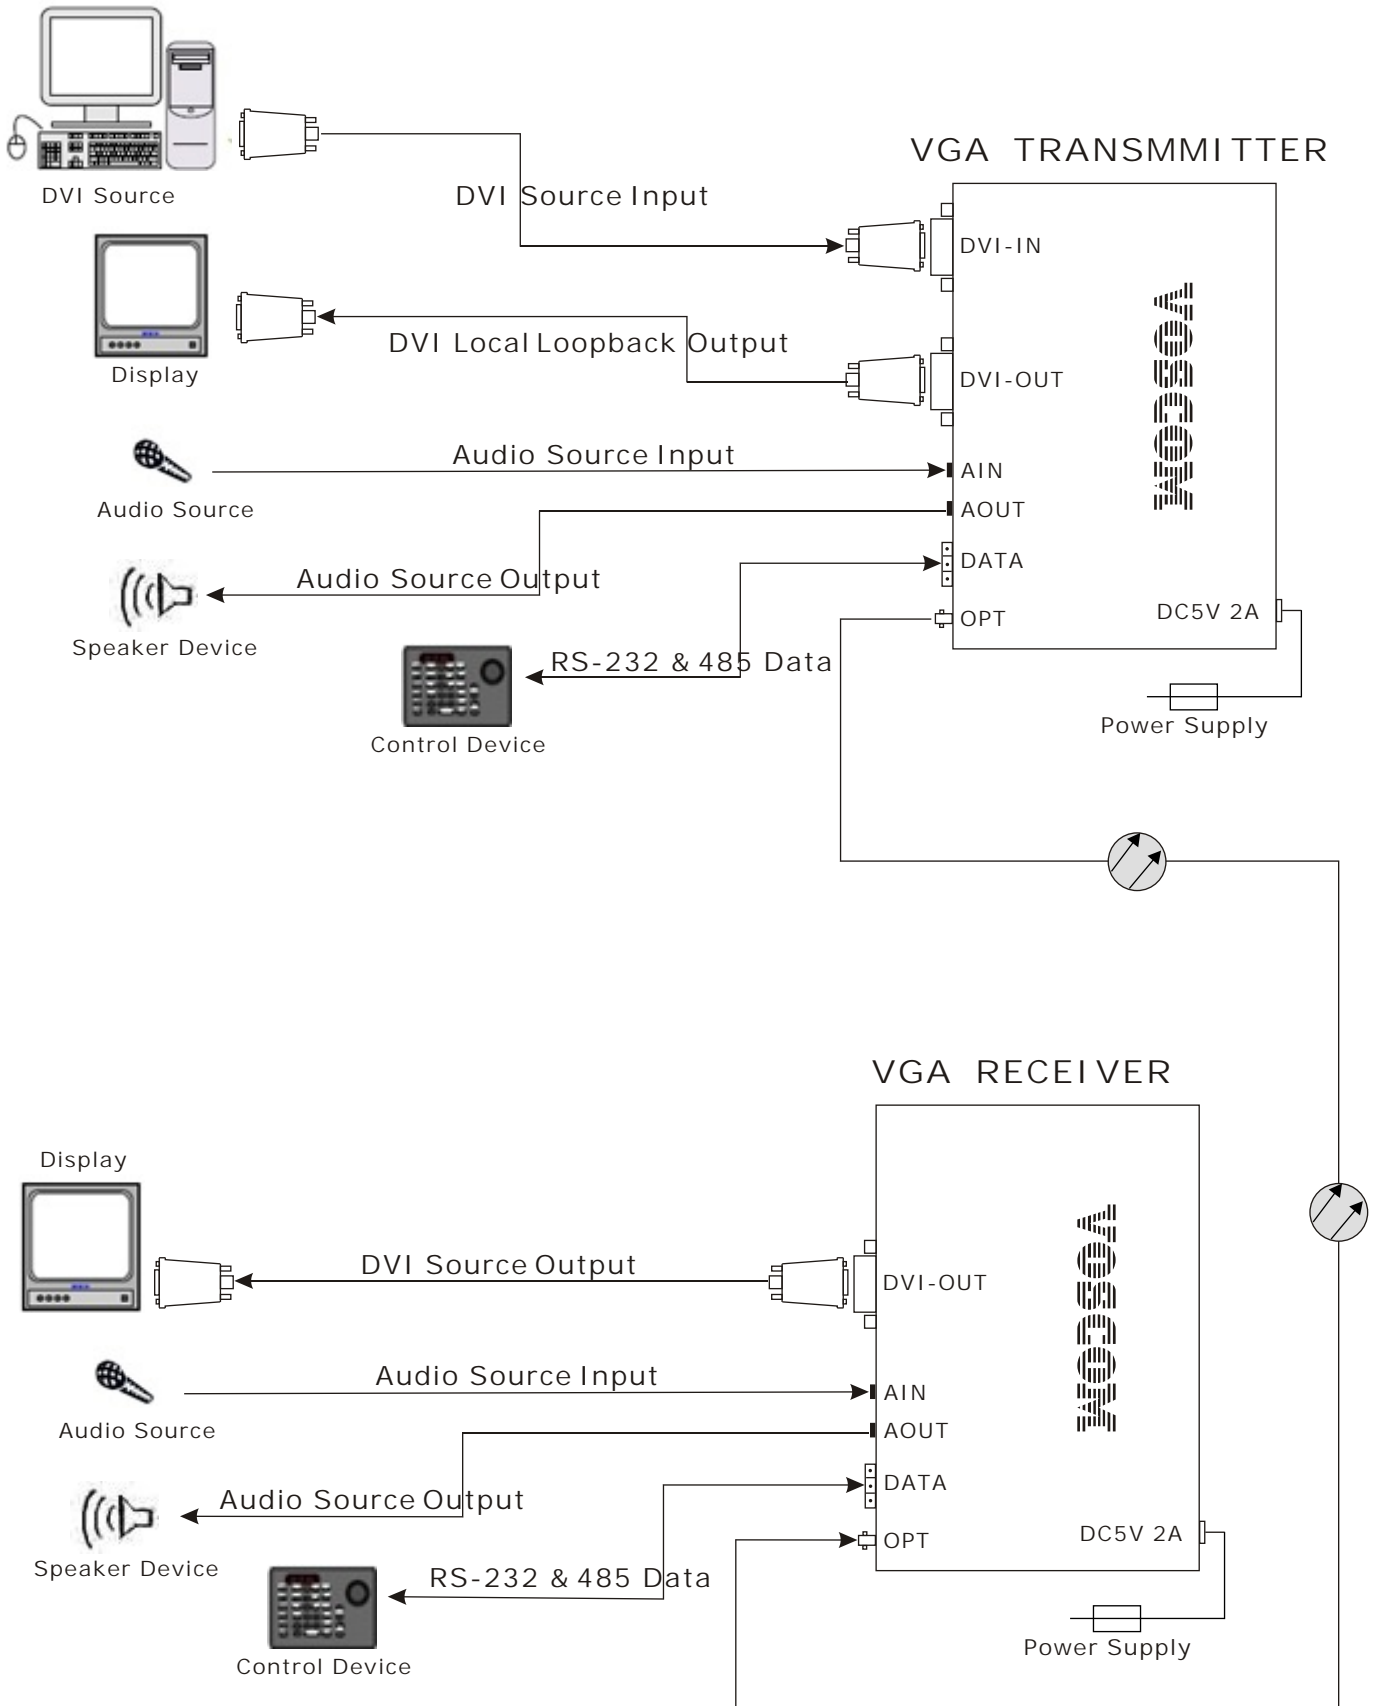 VGA TRANSMMITTER
DVI Source
DVI Source Input
DVI-IN
Display
DVI Local Loopback Output
DVI-OUT
VOSCOM
Audio Source
Audio Source Input
AIN
AOUT
Speaker Device
Audio Source Output
DATA
OPT
DC5V 2A
Control Device
RS-232 & 485 Data
Power Supply
VGA RECEIVER
Display
DVI Source Output
DVI-OUT
VOSCOM
Audio Source Input
AIN
Audio Source
AOUT
Audio Source Output
DATA
Speaker Device
OPT
DC5V 2A
RS-232 & 485 Data
Control Device
Power Supply